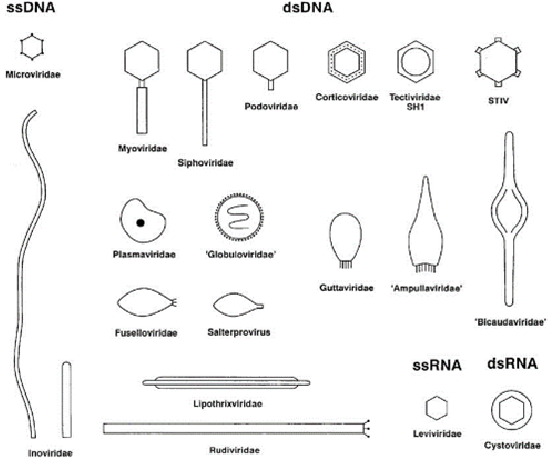 ssDNA
dsDNA
Microviridae
Myoviridae
Siphoviridae
Podoviridae
Corticoviridae
Tectiviridae
SH1
STIV
Plasmaviridae
'Globuloviridae'
Guttaviridae
'Ampullaviridae'
'Bicaudaviridae'
Fuselloviridae
Salterprovirus
ssRNA
dsRNA
Lipothrixviridae
Leviviridae
Cystoviridae
Inoviridae
Rudiviridae